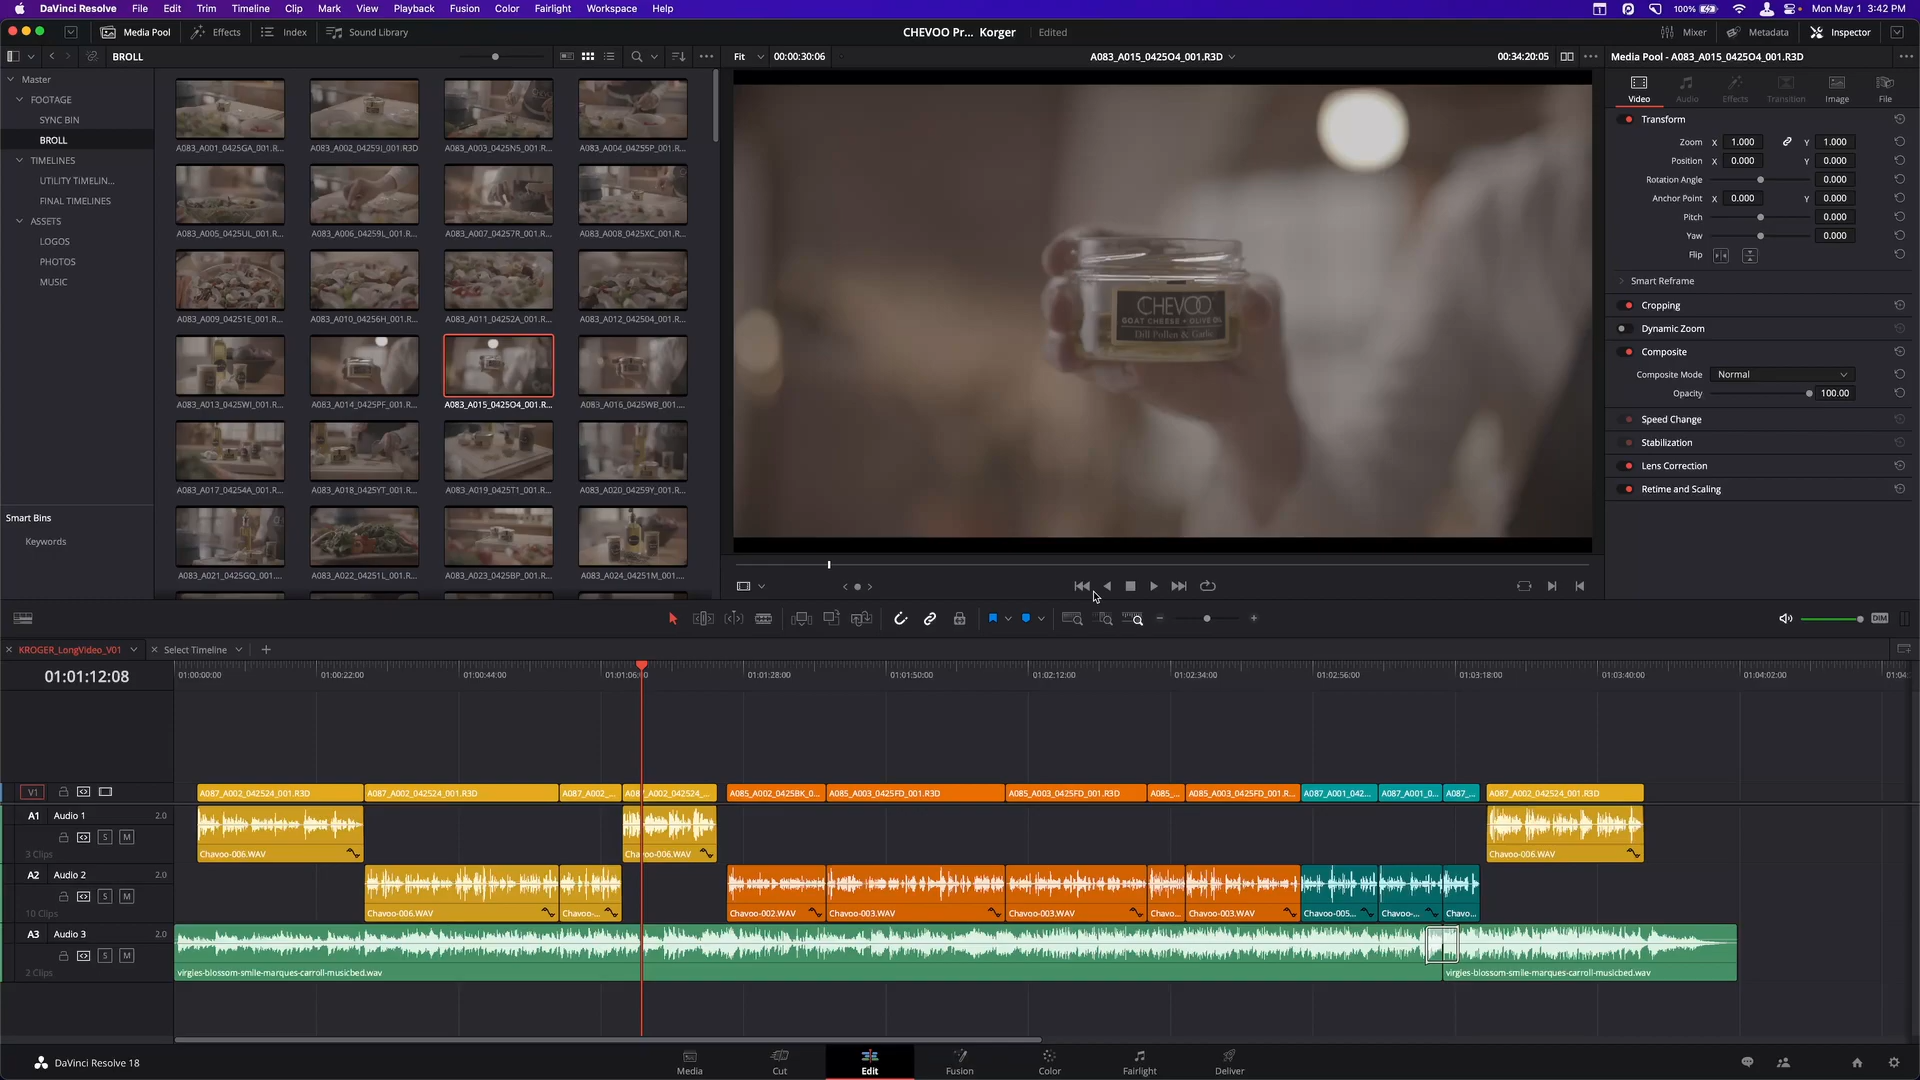 DaVinci Resolve File Edit Trim Timeline Clip Mark View Playback Fusion Color Fairlight Workspace Help 100% Mon May 1 3:42 PM
Media Pool Effects Index Sound Library CHEVOO Pr... Korger Edited Mixer Metadata Inspector
BROLL Fit 00:00:30:06 A083_A015_0425O4_001.R3D 00:34:20:05 Media Pool - A083_A015_0425O4_001.R3D
Master
FOOTAGE
SYNC BIN
BROLL
TIMELINES
UTILITY TIMELIN...
FINAL TIMELINES
ASSETS
LOGOS
PHOTOS
MUSIC
Smart Bins
Keywords
A083_A001_0425GA_001.R... A083_A002_04259J_001.R3D A083_A003_0425N5_001.R... A083_A004_04255P_001.R...
A083_A005_0425UL_001.R... A083_A006_04259L_001.R... A083_A007_04257R_001.R... A083_A008_0425XC_001.R...
A083_A009_04251E_001.R... A083_A010_04256H_001.R... A083_A011_04252A_001.R... A083_A012_042504_001.R...
A083_A013_0425WI_001.R... A083_A014_0425PF_001.R... A083_A015_0425O4_001.R... A083_A016_0425WB_001....
A083_A017_04254A_001.R... A083_A018_0425YT_001.R... A083_A019_0425T1_001.R... A083_A020_04259Y_001.R...
A083_A021_0425GQ_001.... A083_A022_04251L_001.R... A083_A023_0425BP_001.R... A083_A024_04251M_001.R...
CHEVOO
GOAT CHEESE + OLIVE OIL
Dill Pollen & Garlic
Video Audio Effects Transition Image File
Transform
Zoom X 1.000 Y 1.000
Position X 0.000 Y 0.000
Rotation Angle 0.000
Anchor Point X 0.000 Y 0.000
Pitch 0.000
Yaw 0.000
Flip
Smart Reframe
Cropping
Dynamic Zoom
Composite
Composite Mode Normal
Opacity 100.00
Speed Change
Stabilization
Lens Correction
Retime and Scaling
DIM
KROGER_LongVideo_V01 Select Timeline
01:01:12:08 01:00:00:00 01:00:22:00 01:00:44:00 01:01:06:00 01:01:28:00 01:01:50:00 01:02:12:00 01:02:34:00 01:02:56:00 01:03:18:00 01:03:40:00 01:04:02:00 01:04:
V1 A087_A002_042524_001.R3D A087_A002_042524_001.R3D A087_A002_... A087_A002_042524_... A085_A002_0425BK_0... A085_A003_0425FD_001.R3D A085_A003_0425FD_001.R3D A085_... A085_A003_0425FD_001.R... A087_A001_042... A087_A001_0... A087_... A087_A002_042524_001.R3D
A1 Audio 1 2.0
S M
3 Clips Chavoo-006.WAV Chavoo-006.WAV Chavoo-006.WAV
A2 Audio 2 2.0
S M
10 Clips Chavoo-006.WAV Chavoo-... Chavoo-002.WAV Chavoo-003.WAV Chavoo-003.WAV Chavo... Chavoo-003.WAV Chavoo-005... Chavoo-... Chavo...
A3 Audio 3 2.0
S M
2 Clips virgies-blossom-smile-marques-carroll-musicbed.wav virgies-blossom-smile-marques-carroll-musicbed.wav
DaVinci Resolve 18 Media Cut Edit Fusion Color Fairlight Deliver